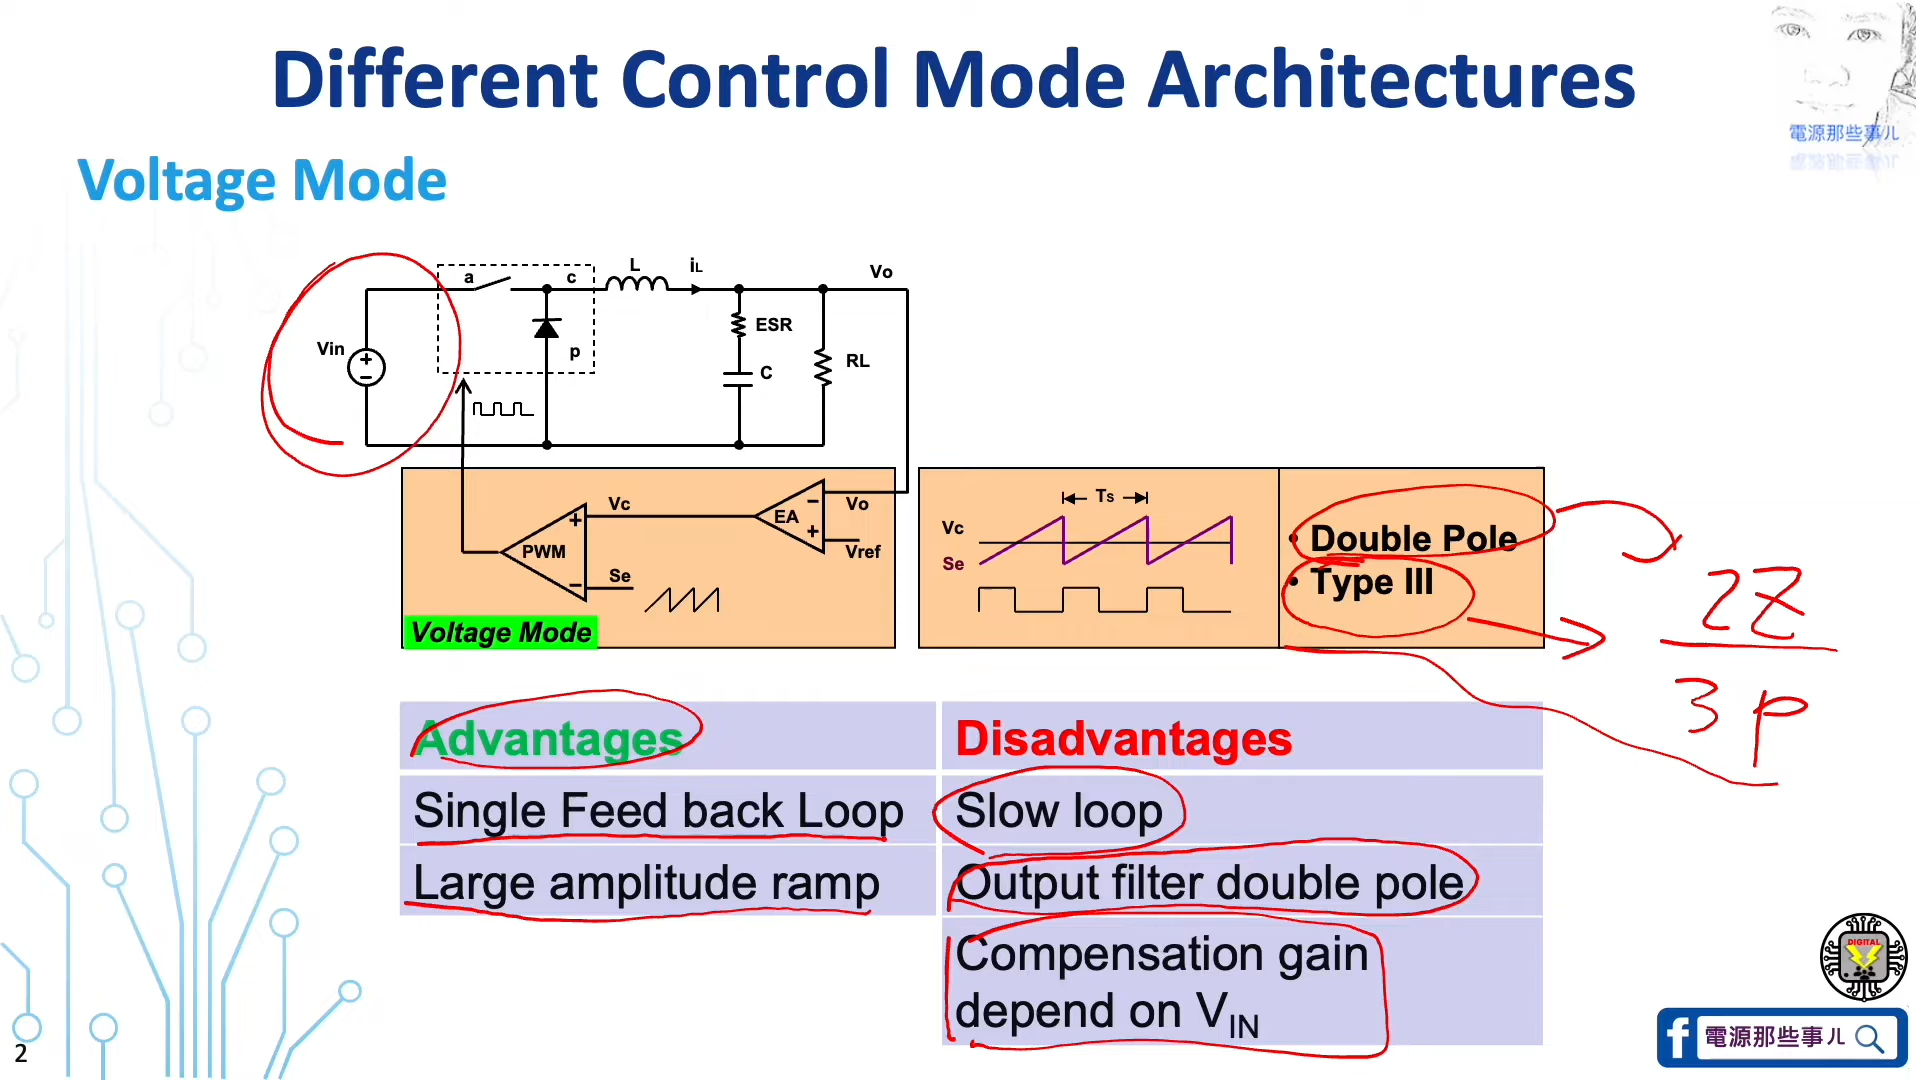 Different Control Mode Architectures
電源那些事儿
Voltage Mode
a
c
L
iL
Vo
Vin
p
ESR
C
RL
Vc
EA
Vo
Vref
PWM
Se
Voltage Mode
Ts
Vc
Se
• Double Pole
• Type III
2Z
3p
Advantages
Disadvantages
Single Feed back Loop
Slow loop
Large amplitude ramp
Output filter double pole
Compensation gain
depend on VIN
DIGITAL
f 電源那些事儿
2